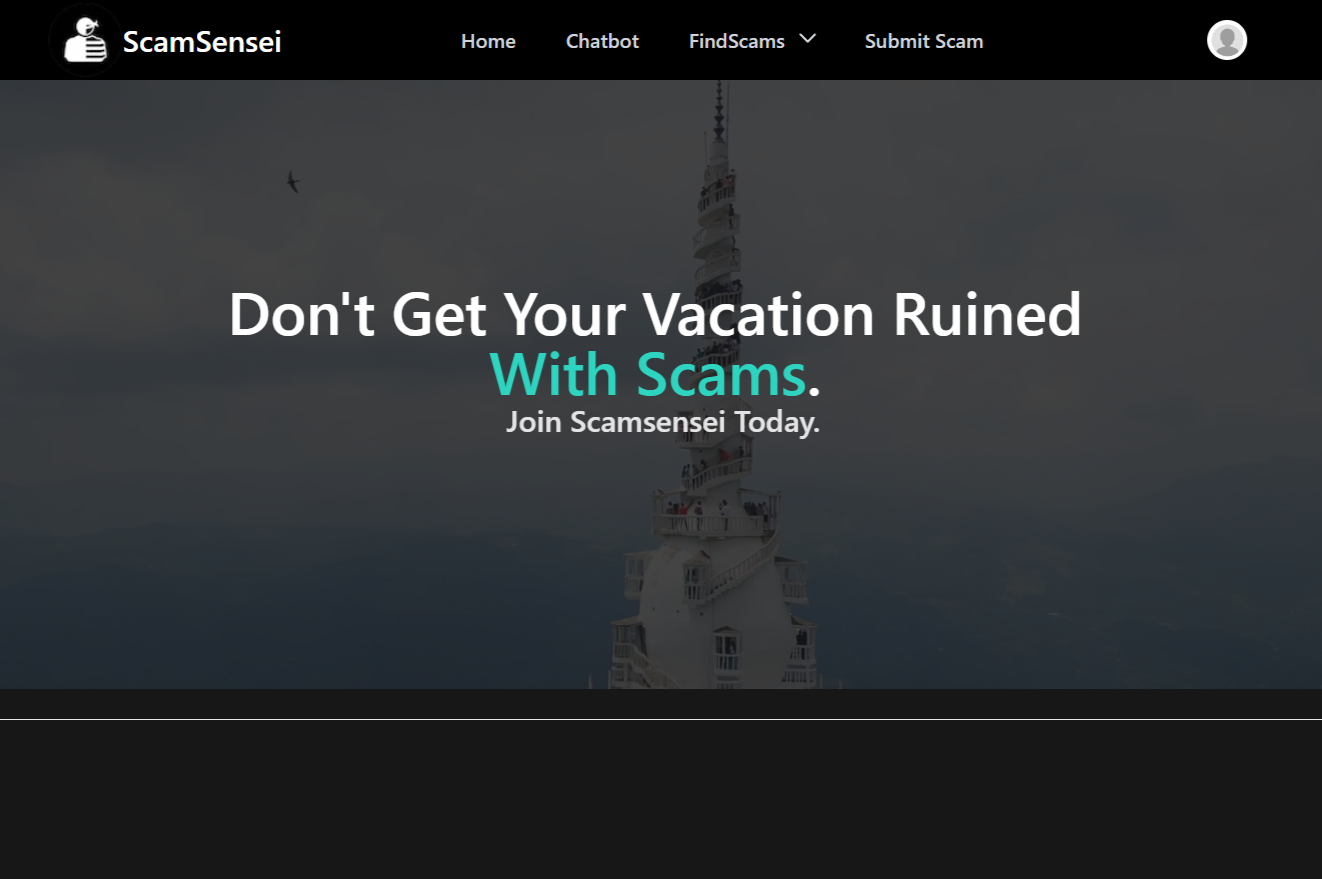 ScamSensei
Home
Chatbot
FindScams
Submit Scam
Don't Get Your Vacation Ruined
With Scams.
Join Scamsensei Today.